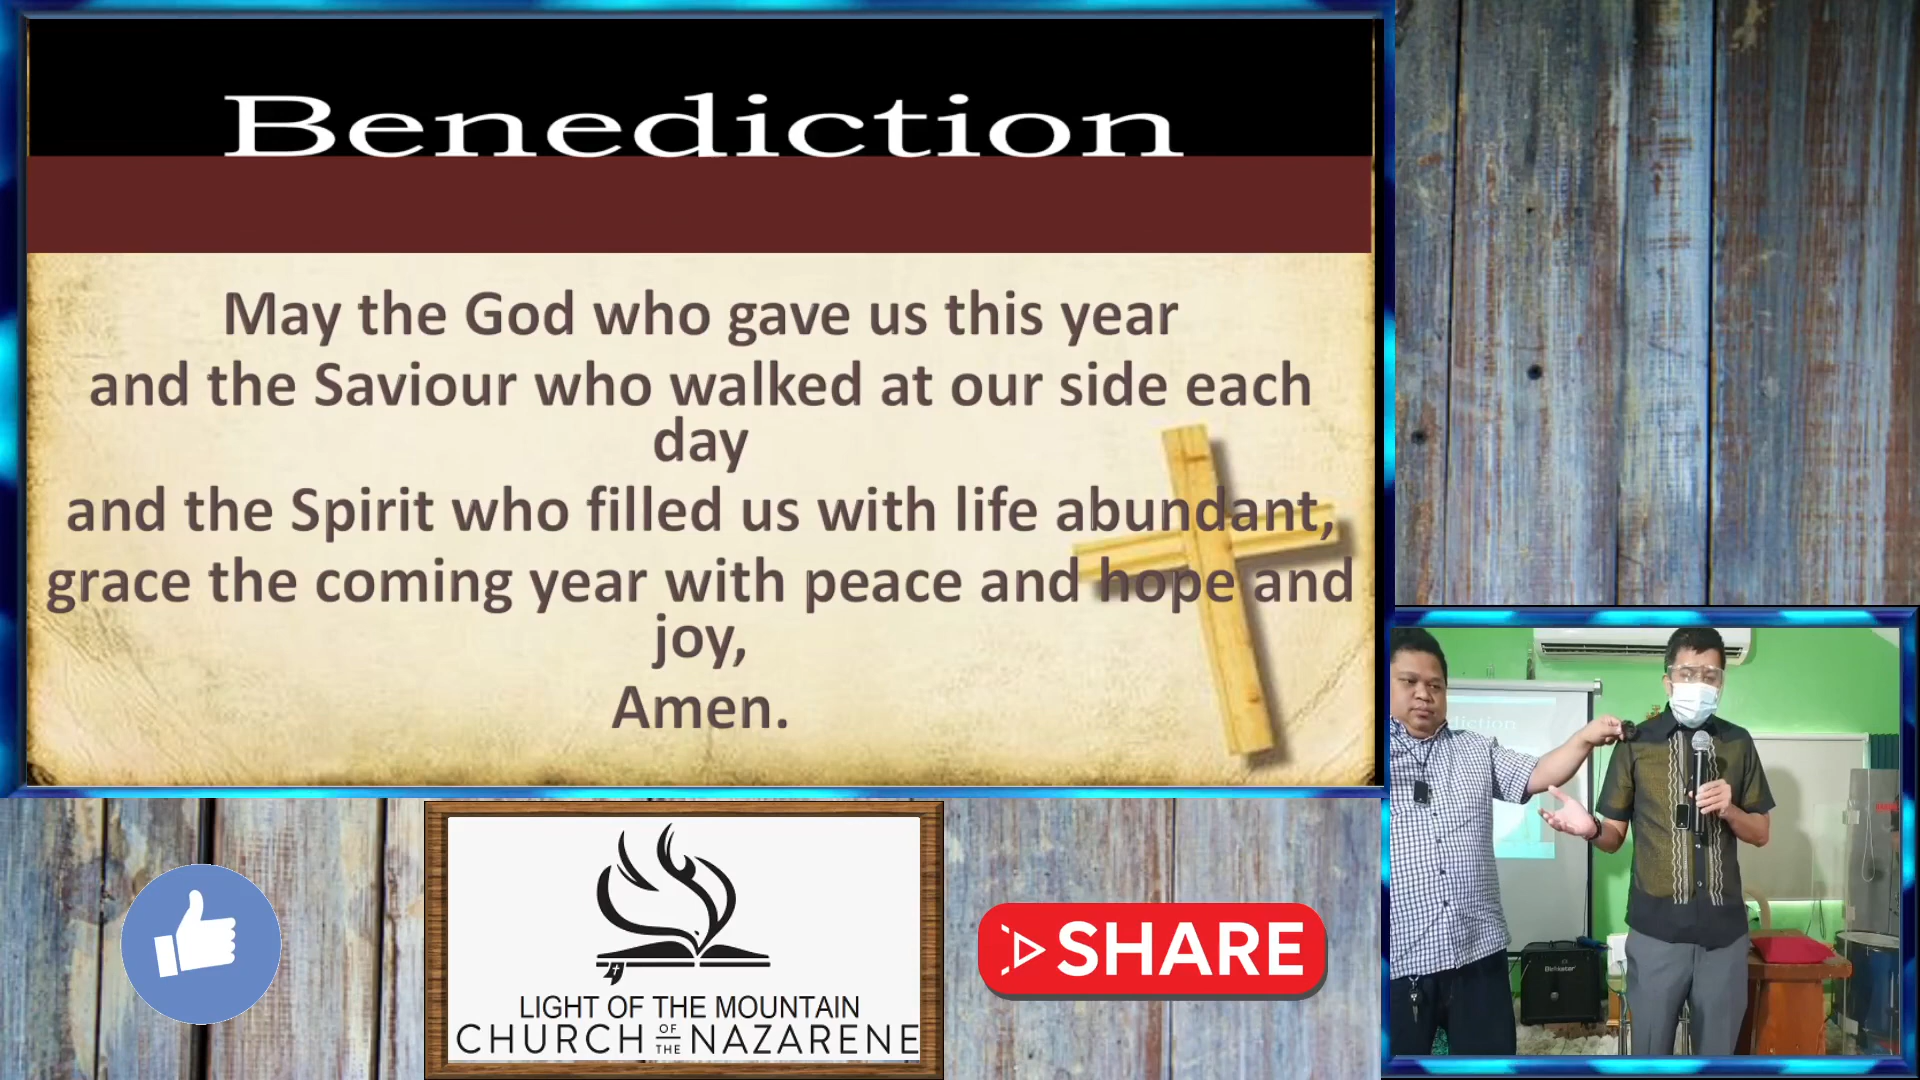 Benediction
May the God who gave us this year
and the Saviour who walked at our side each
day
and the Spirit who filled us with life abundant,
grace the coming year with peace and hope and
joy,
Amen.
diction
SHARE
LIGHT OF THE MOUNTAIN
CHURCH OF THE NAZARENE